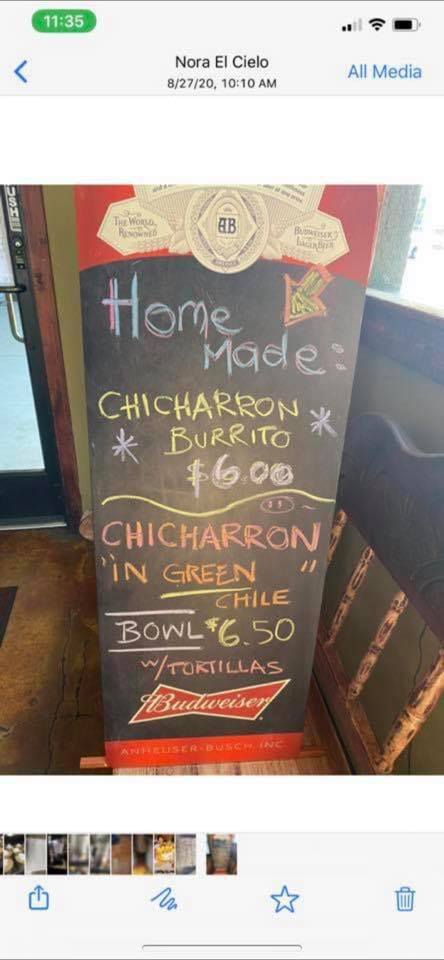 11:35
Nora El Cielo
8/27/20, 10:10 AM
All Media
PUSH
AB
THE WORLD
RENOWNED
BUDWEISER
LAGER BEER
Home
Made:
CHICHARRON
* BURRITO *
$6.00
CHICHARRON
"IN GREEN "
CHILE
BOWL $6.50
W/TORTILLAS
Budweiser
ANHEUSER-BUSCH, INC.